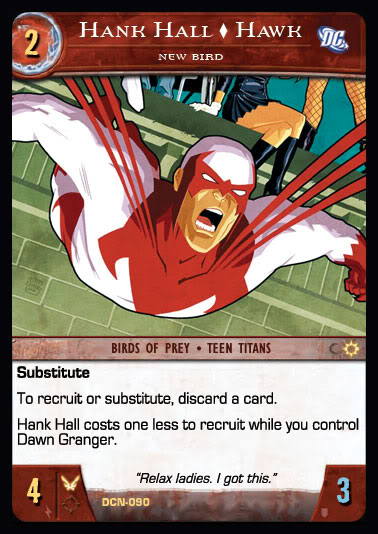 2
HANK HALL ♦ HAWK
NEW BIRD
DC
BIRDS OF PREY • TEEN TITANS
Substitute
To recruit or substitute, discard a card.
Hank Hall costs one less to recruit while you control
Dawn Granger.
"Relax ladies. I got this."
4
DCN-090
3